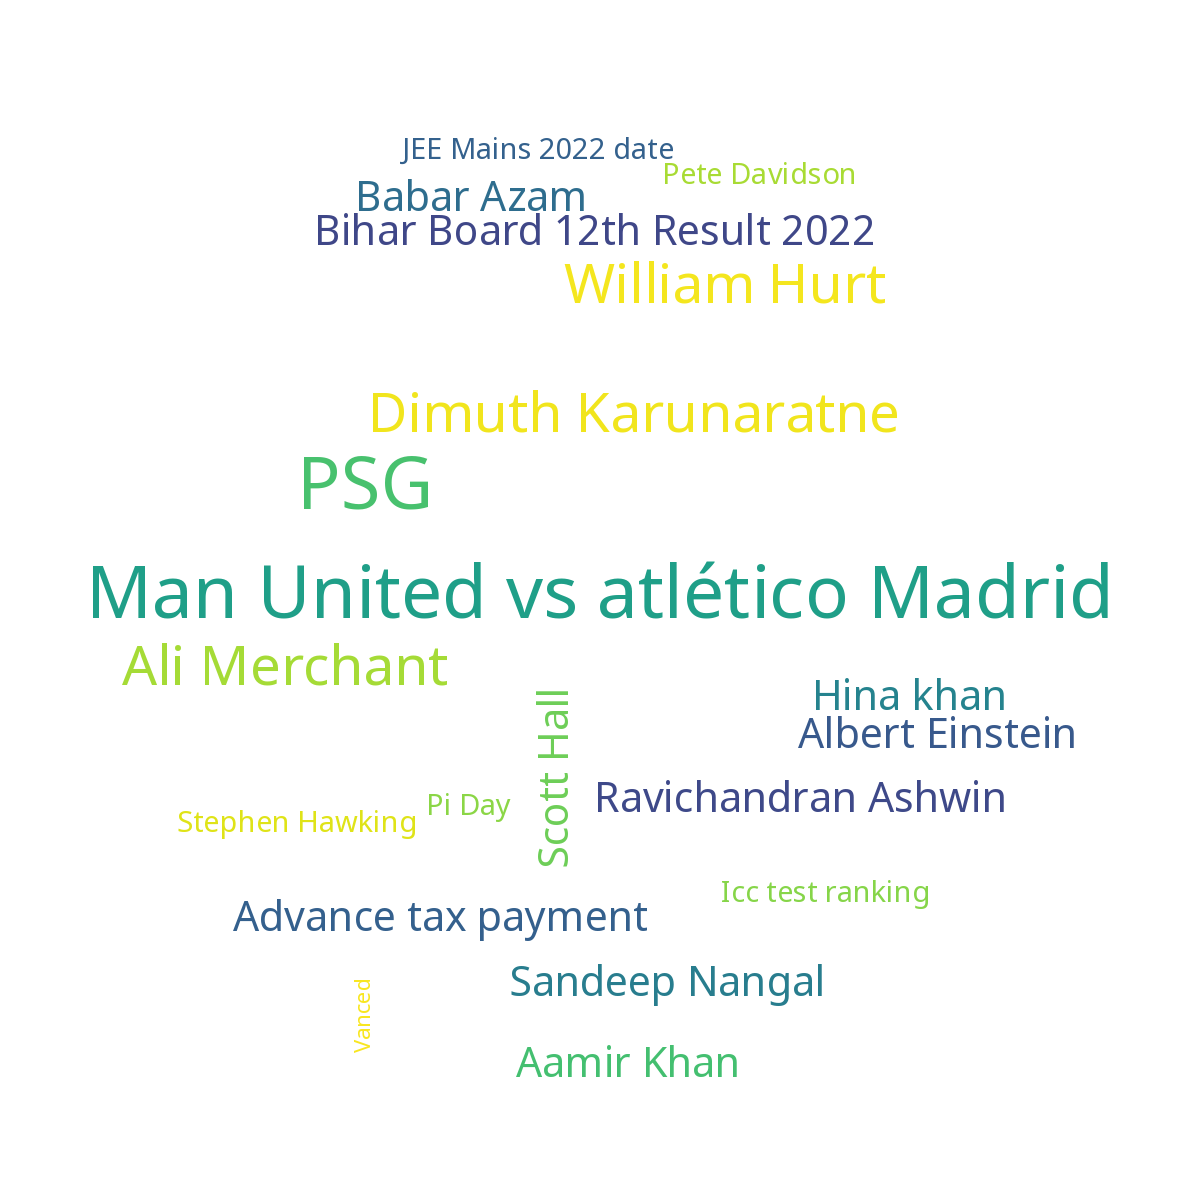 JEE Mains 2022 date
Pete Davidson
Babar Azam
Bihar Board 12th Result 2022
William Hurt
Dimuth Karunaratne
PSG
Man United vs atlético Madrid
Ali Merchant
Hina khan
Scott Hall
Albert Einstein
Ravichandran Ashwin
Pi Day
Stephen Hawking
Icc test ranking
Advance tax payment
Sandeep Nangal
Vanced
Aamir Khan